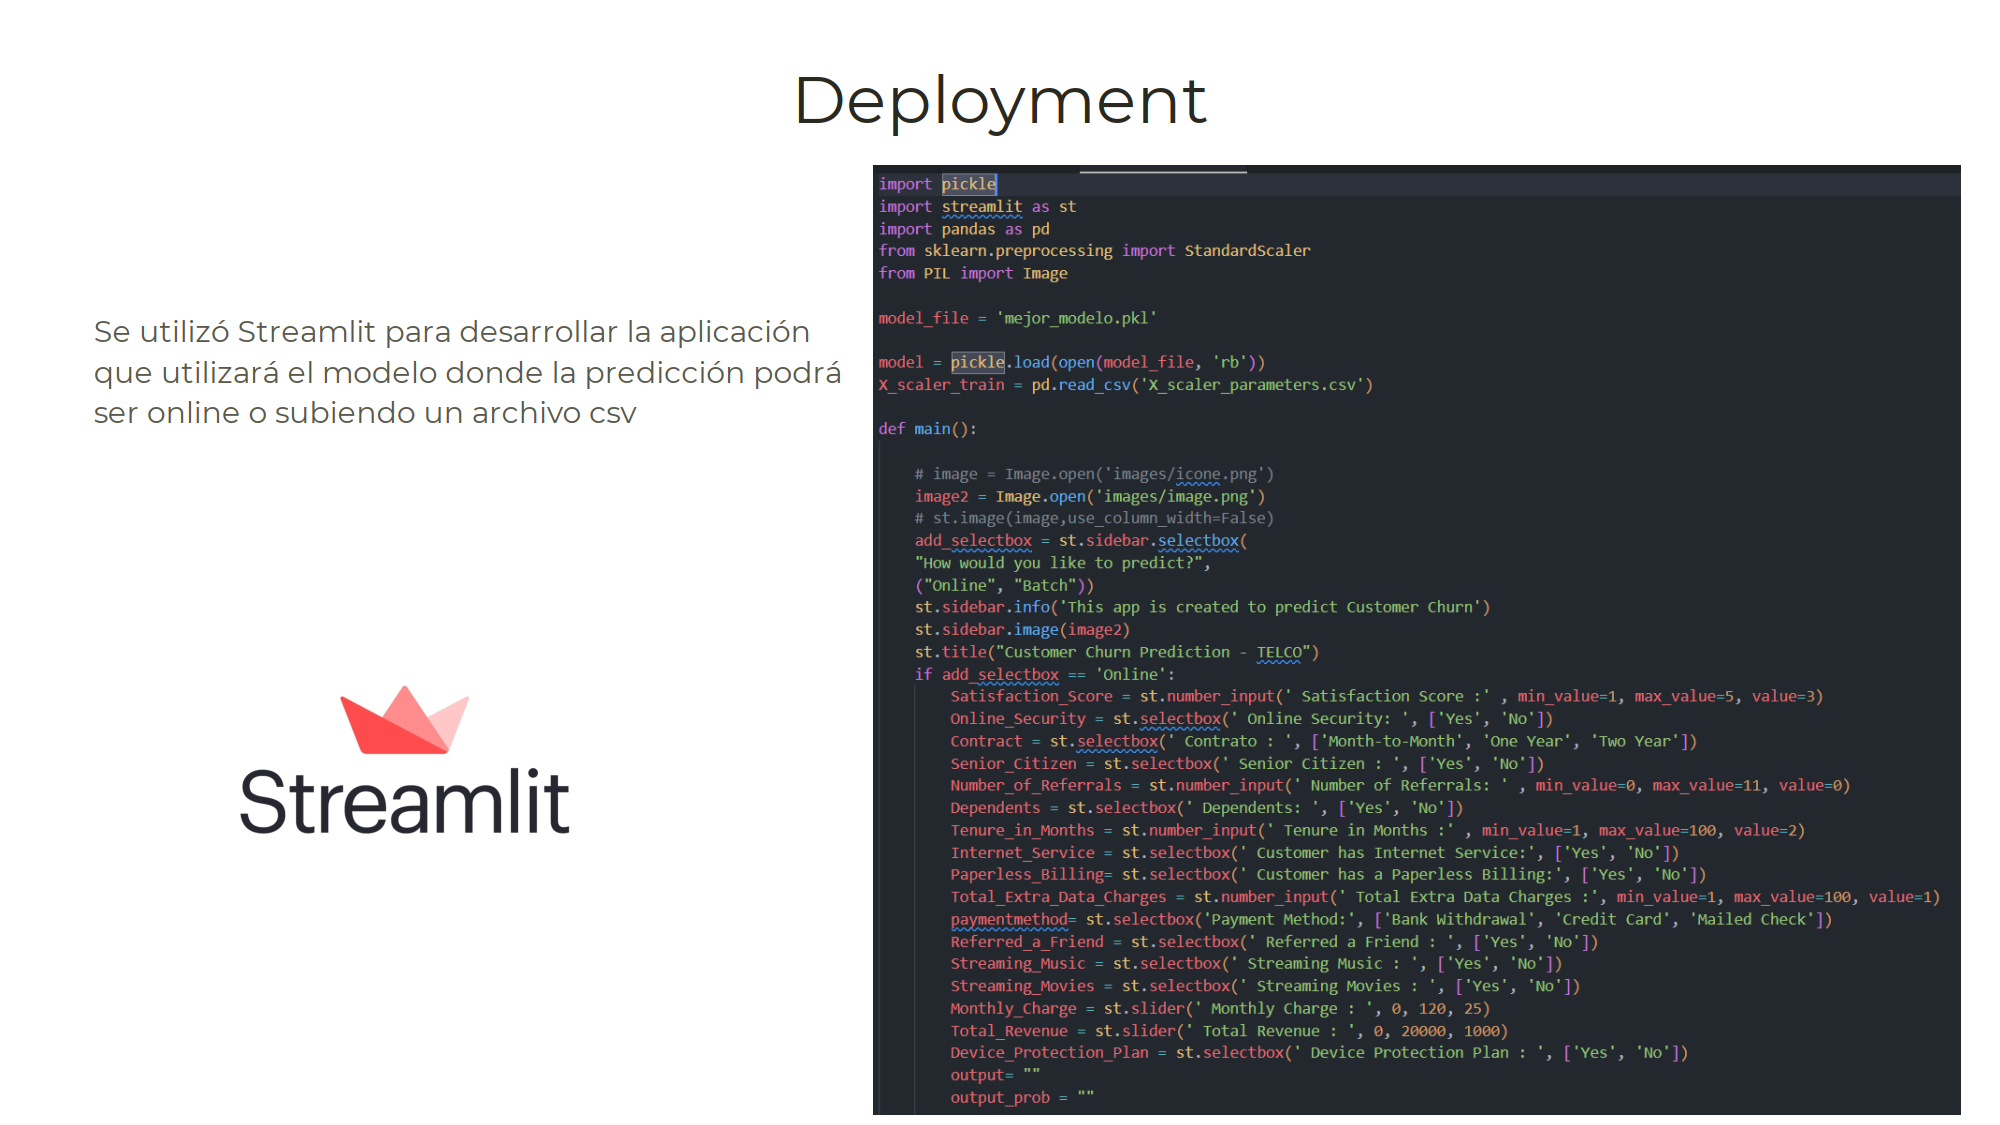 Deployment
Se utilizó Streamlit para desarrollar la aplicación
que utilizará el modelo donde la predicción podrá
ser online o subiendo un archivo csv
Streamlit
import pickle
import streamlit as st
import pandas as pd
from sklearn.preprocessing import StandardScaler
from PIL import Image
model_file = 'mejor_modelo.pkl'
model = pickle.load(open(model_file, 'rb'))
X_scaler_train = pd.read_csv('X_scaler_parameters.csv')
def main():
# image = Image.open('images/icone.png')
image2 = Image.open('images/image.png')
# st.image(image,use_column_width=False)
add_selectbox = st.sidebar.selectbox(
"How would you like to predict?",
("Online", "Batch"))
st.sidebar.info('This app is created to predict Customer Churn')
st.sidebar.image(image2)
st.title("Customer Churn Prediction - TELCO")
if add_selectbox == 'Online':
Satisfaction_Score = st.number_input(' Satisfaction Score :' , min_value=1, max_value=5, value=3)
Online_Security = st.selectbox(' Online Security: ', ['Yes', 'No'])
Contract = st.selectbox(' Contrato : ', ['Month-to-Month', 'One Year', 'Two Year'])
Senior_Citizen = st.selectbox(' Senior Citizen : ', ['Yes', 'No'])
Number_of_Referrals = st.number_input(' Number of Referrals: ' , min_value=0, max_value=11, value=0)
Dependents = st.selectbox(' Dependents: ', ['Yes', 'No'])
Tenure_in_Months = st.number_input(' Tenure in Months :' , min_value=1, max_value=100, value=2)
Internet_Service = st.selectbox(' Customer has Internet Service:', ['Yes', 'No'])
Paperless_Billing= st.selectbox(' Customer has a Paperless Billing:', ['Yes', 'No'])
Total_Extra_Data_Charges = st.number_input(' Total Extra Data Charges :', min_value=1, max_value=100, value=1)
paymentmethod= st.selectbox('Payment Method:', ['Bank Withdrawal', 'Credit Card', 'Mailed Check'])
Referred_a_Friend = st.selectbox(' Referred a Friend : ', ['Yes', 'No'])
Streaming_Music = st.selectbox(' Streaming Music : ', ['Yes', 'No'])
Streaming_Movies = st.selectbox(' Streaming Movies : ', ['Yes', 'No'])
Monthly_Charge = st.slider(' Monthly Charge : ', 0, 120, 25)
Total_Revenue = st.slider(' Total Revenue : ', 0, 20000, 1000)
Device_Protection_Plan = st.selectbox(' Device Protection Plan : ', ['Yes', 'No'])
output= ""
output_prob = ""